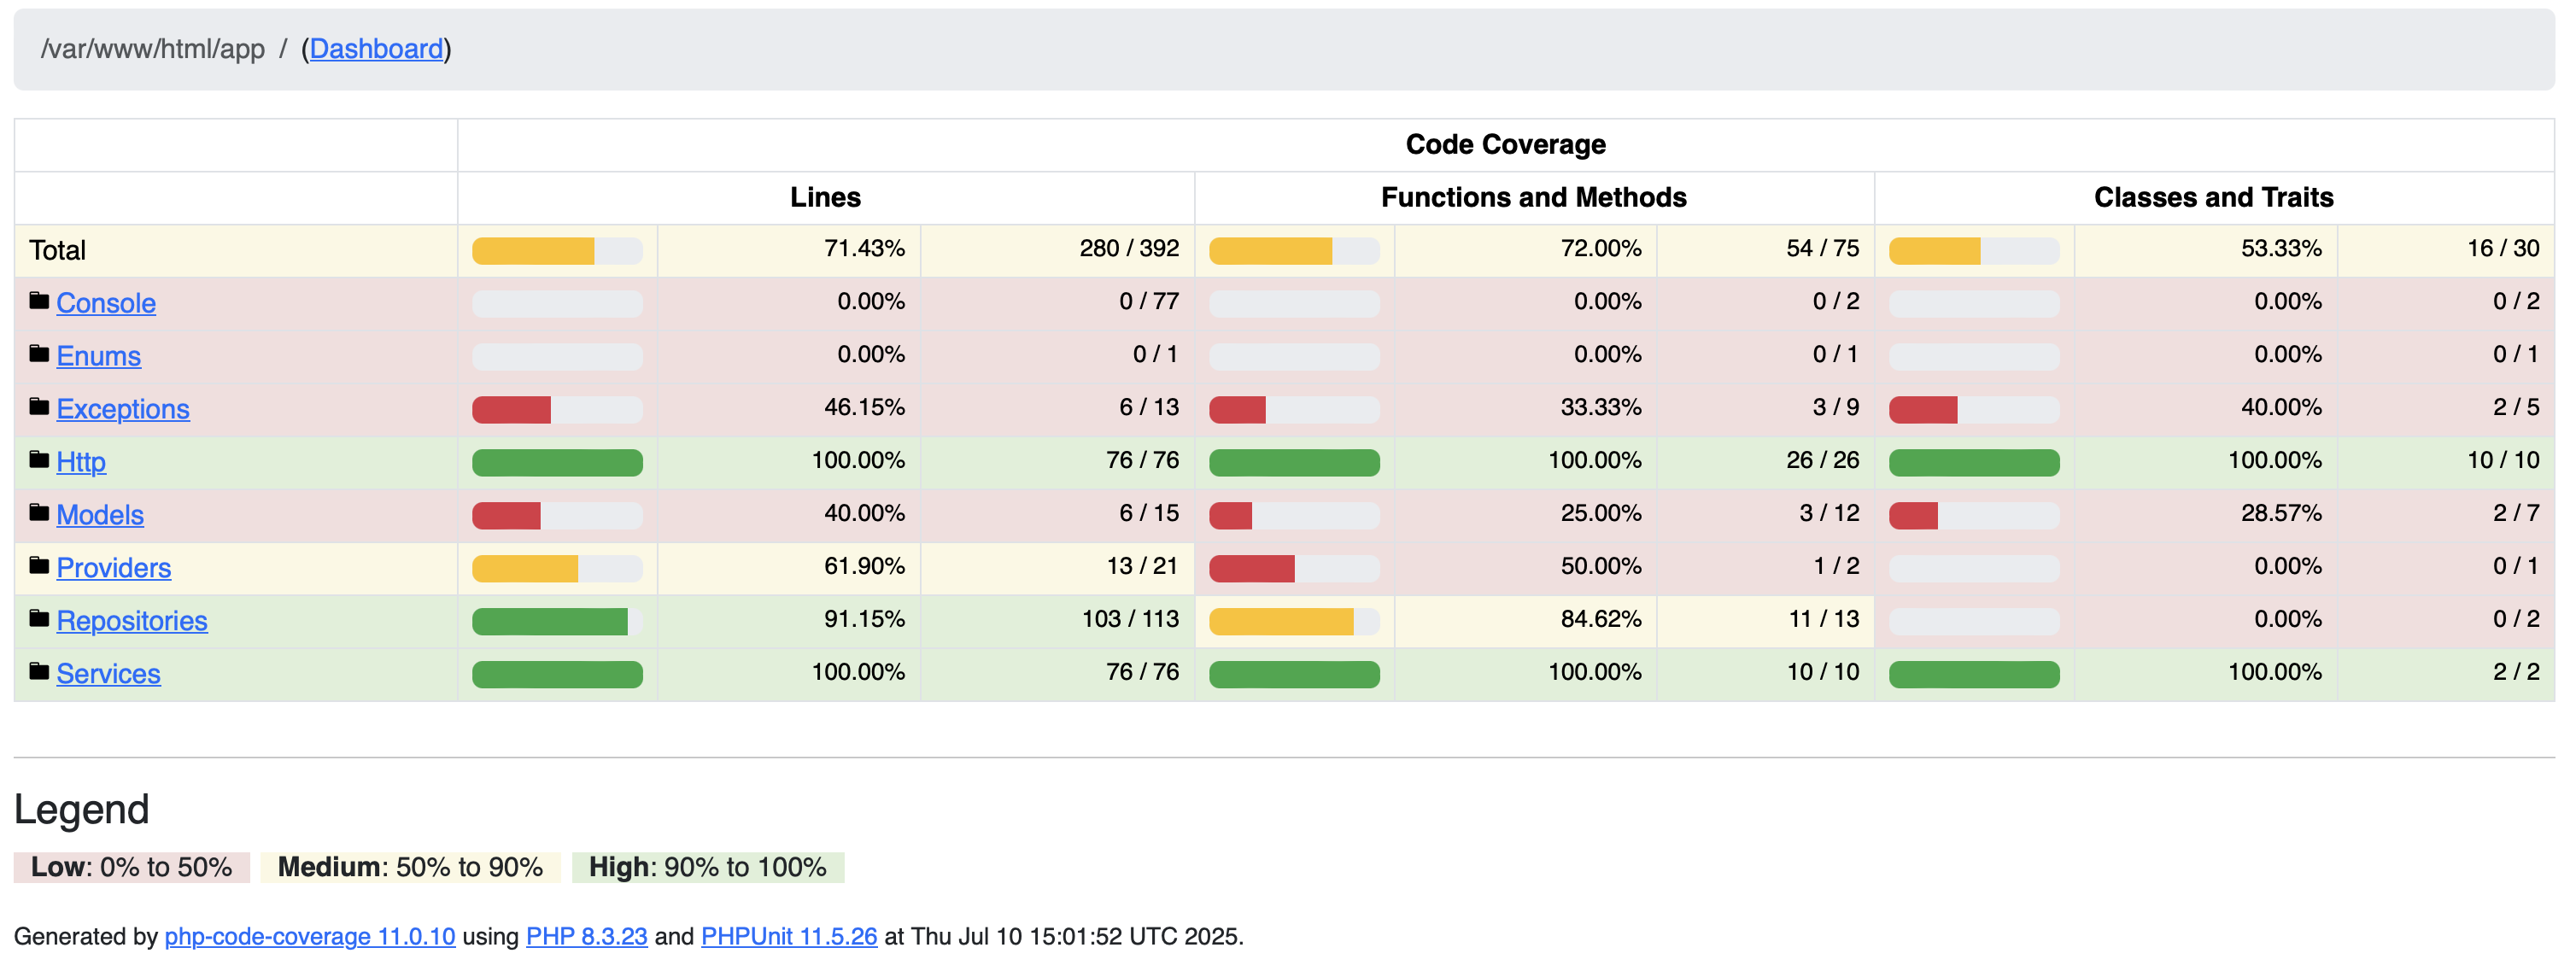 /var/www/html/app / (Dashboard)
Code Coverage
Lines Functions and Methods Classes and Traits
Total 71.43% 280 / 392 72.00% 54 / 75 53.33% 16 / 30
Console 0.00% 0 / 77 0.00% 0 / 2 0.00% 0 / 2
Enums 0.00% 0 / 1 0.00% 0 / 1 0.00% 0 / 1
Exceptions 46.15% 6 / 13 33.33% 3 / 9 40.00% 2 / 5
Http 100.00% 76 / 76 100.00% 26 / 26 100.00% 10 / 10
Models 40.00% 6 / 15 25.00% 3 / 12 28.57% 2 / 7
Providers 61.90% 13 / 21 50.00% 1 / 2 0.00% 0 / 1
Repositories 91.15% 103 / 113 84.62% 11 / 13 0.00% 0 / 2
Services 100.00% 76 / 76 100.00% 10 / 10 100.00% 2 / 2
Legend
Low: 0% to 50% Medium: 50% to 90% High: 90% to 100%
Generated by php-code-coverage 11.0.10 using PHP 8.3.23 and PHPUnit 11.5.26 at Thu Jul 10 15:01:52 UTC 2025.